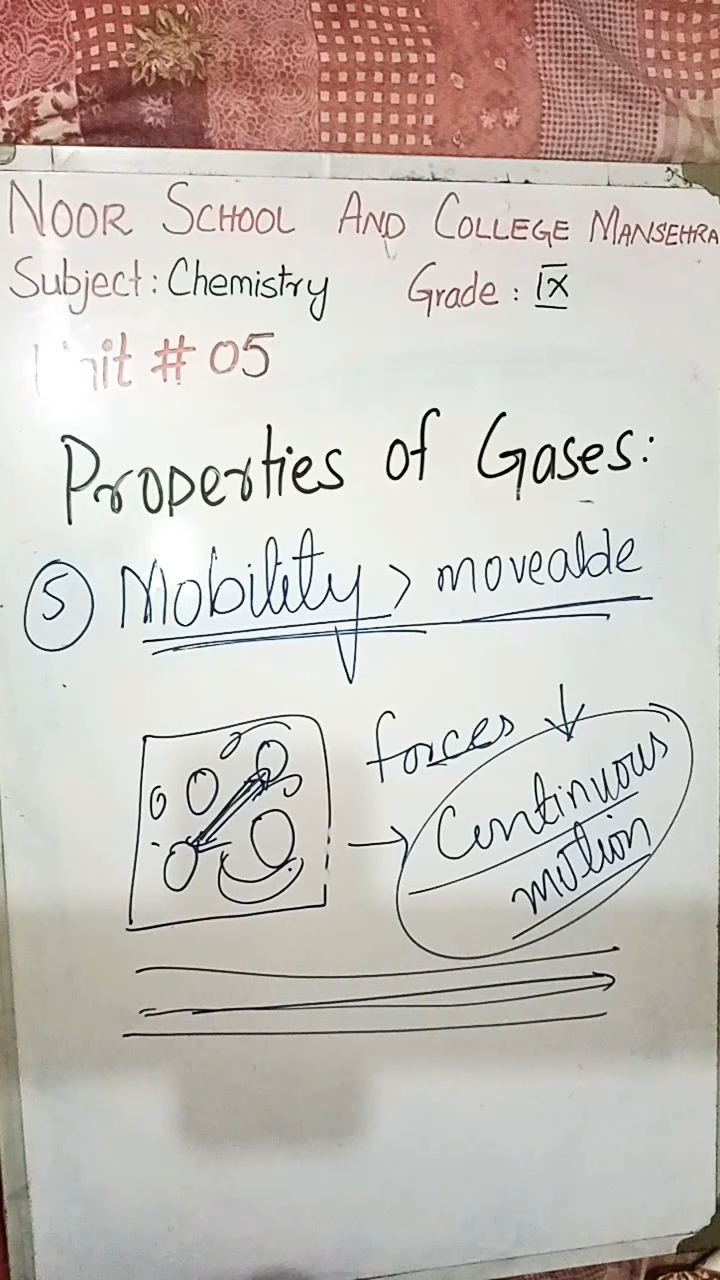 NOOR SCHOOL AND COLLEGE MANSEHRA
Subject: Chemistry Grade: IX
Unit # 05
Properties of Gases:
5 Mobility > moveable
forces ↓
→ Continuous
motion